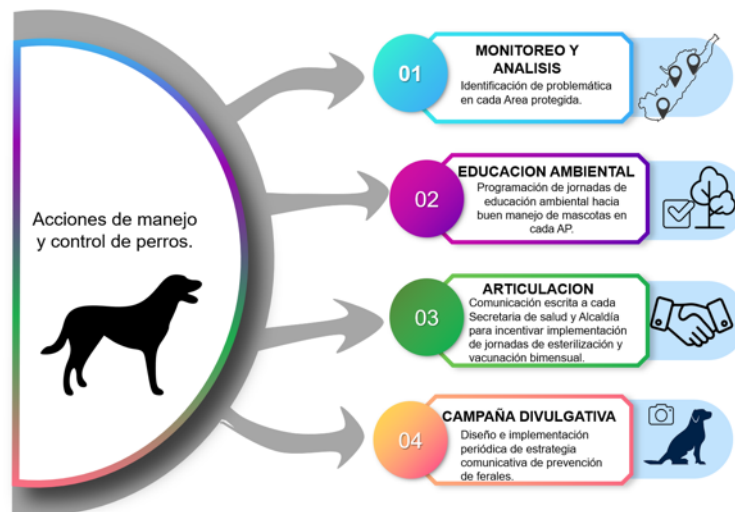 Acciones de manejo
y control de perros.
01
MONITOREO Y
ANALISIS
Identificación de problemática
en cada Area protegida.
02
EDUCACION AMBIENTAL
Programación de jornadas de
educación ambiental hacia
buen manejo de mascotas en
cada AP.
03
ARTICULACION
Comunicación escrita a cada
Secretaria de salud y Alcaldía
para incentivar implementación
de jornadas de esterilización y
vacunación bimensual.
04
CAMPAÑA DIVULGATIVA
Diseño e implementación
periódica de estrategia
comunicativa de prevención
de ferales.